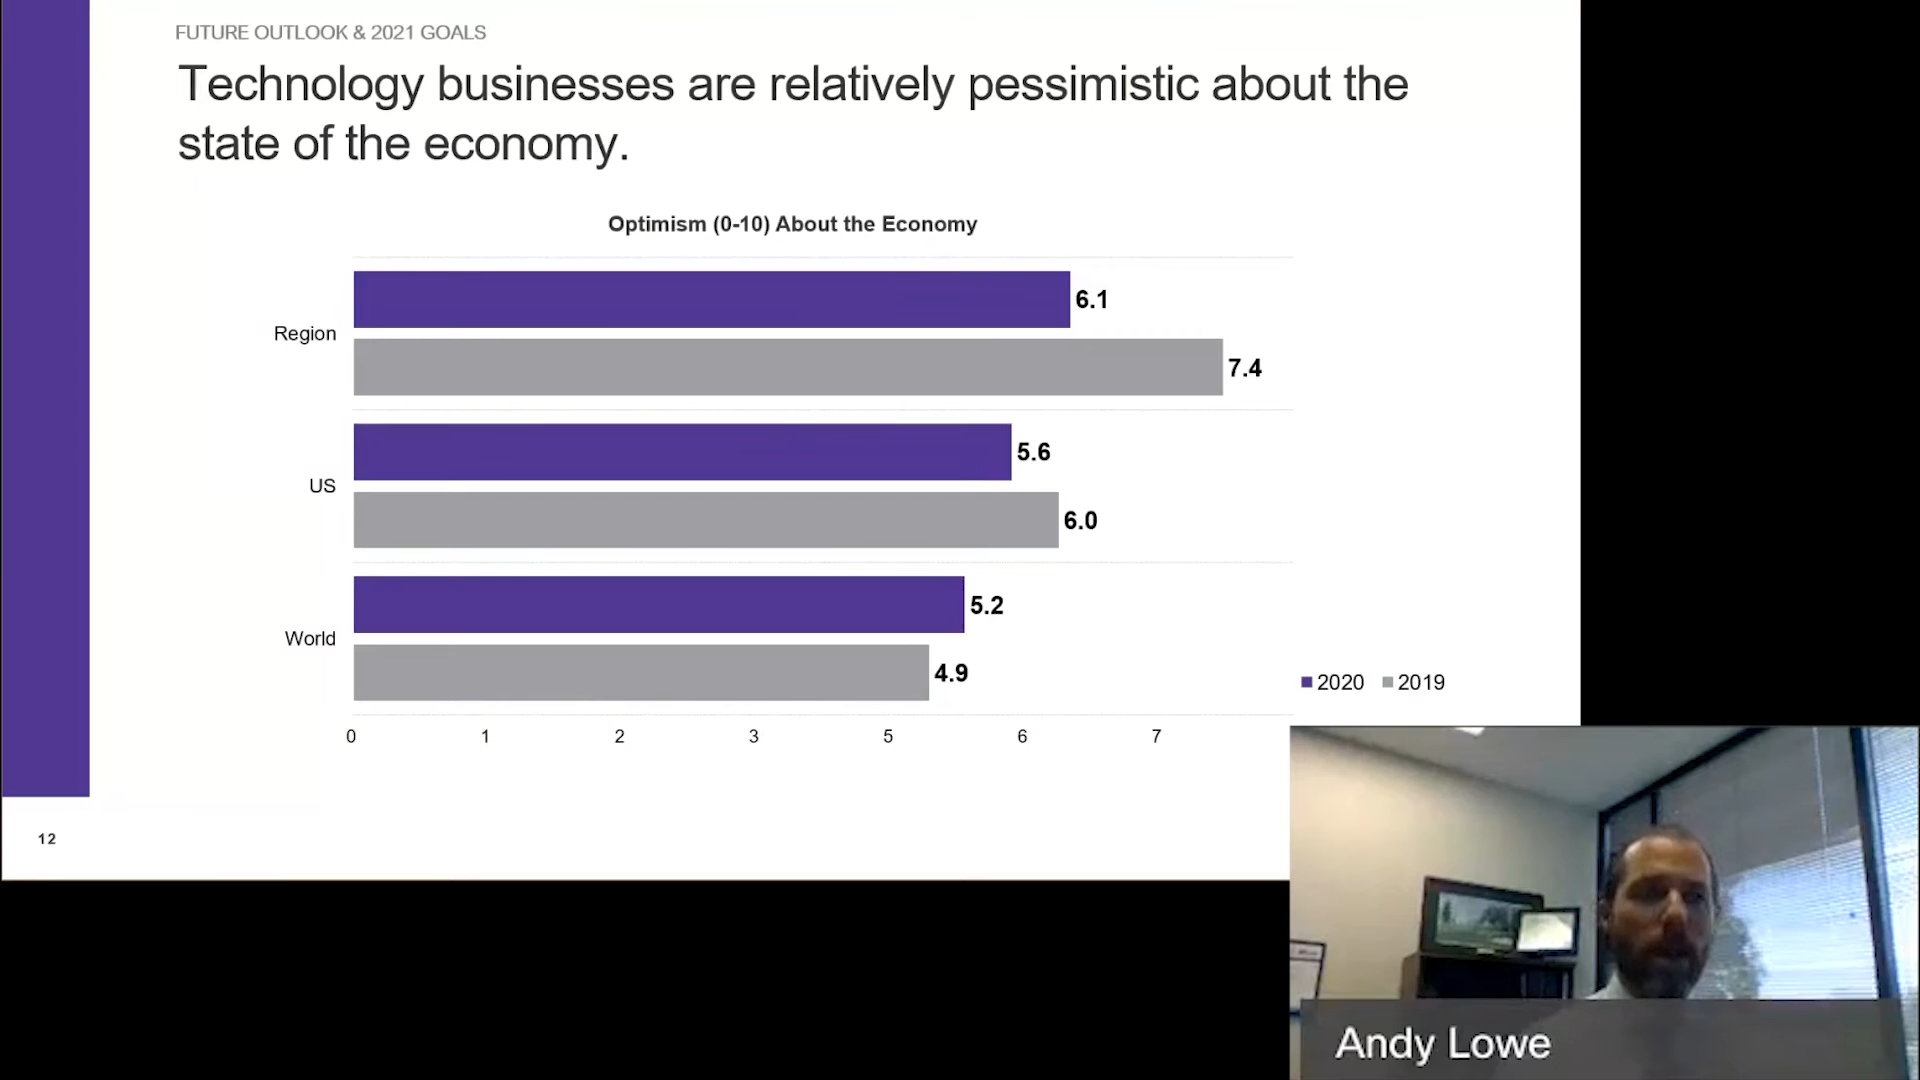 FUTURE OUTLOOK & 2021 GOALS
Technology businesses are relatively pessimistic about the
state of the economy.
Optimism (0-10) About the Economy
Region
6.1
7.4
US
5.6
6.0
World
5.2
4.9
2020 2019
0 1 2 3 5 6 7
12
Andy Lowe